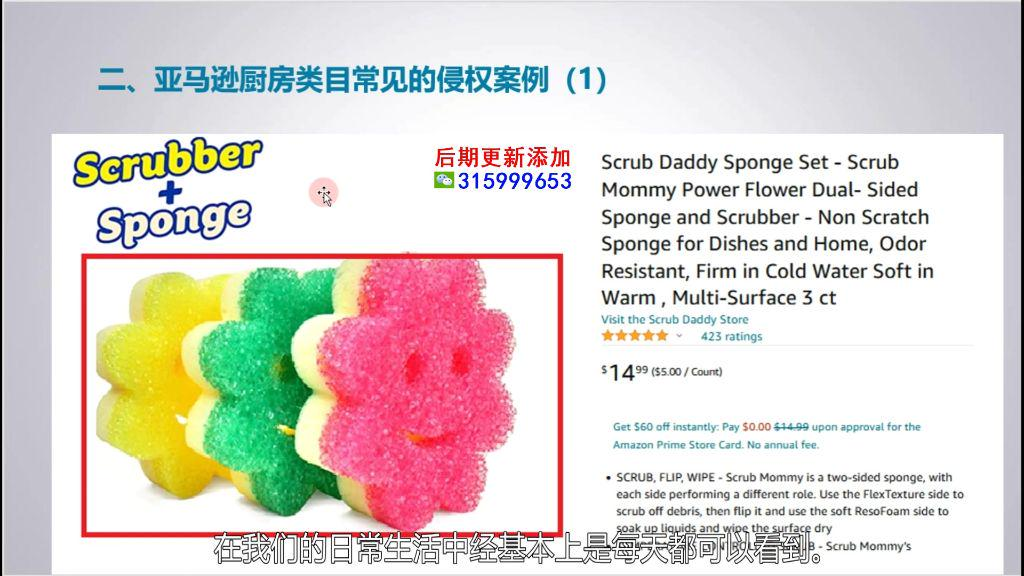 二、亚马逊厨房类目常见的侵权案例（1）
Scrubber
+
Sponge
后期更新添加
315999653
Scrub Daddy Sponge Set - Scrub
Mommy Power Flower Dual- Sided
Sponge and Scrubber - Non Scratch
Sponge for Dishes and Home, Odor
Resistant, Firm in Cold Water Soft in
Warm , Multi-Surface 3 ct
Visit the Scrub Daddy Store
423 ratings
$14.99 ($5.00 / Count)
Get $60 off instantly: Pay $0.00 $14.99 upon approval for the
Amazon Prime Store Card. No annual fee.
• SCRUB, FLIP, WIPE - Scrub Mommy is a two-sided sponge, with
each side performing a different role. Use the FlexTexture side to
scrub off debris, then flip it and use the soft ResoFoam side to
soak up liquids and wipe the surface dry
- Scrub Mommy's
在我们的日常生活中经基本上是每天都可以看到。